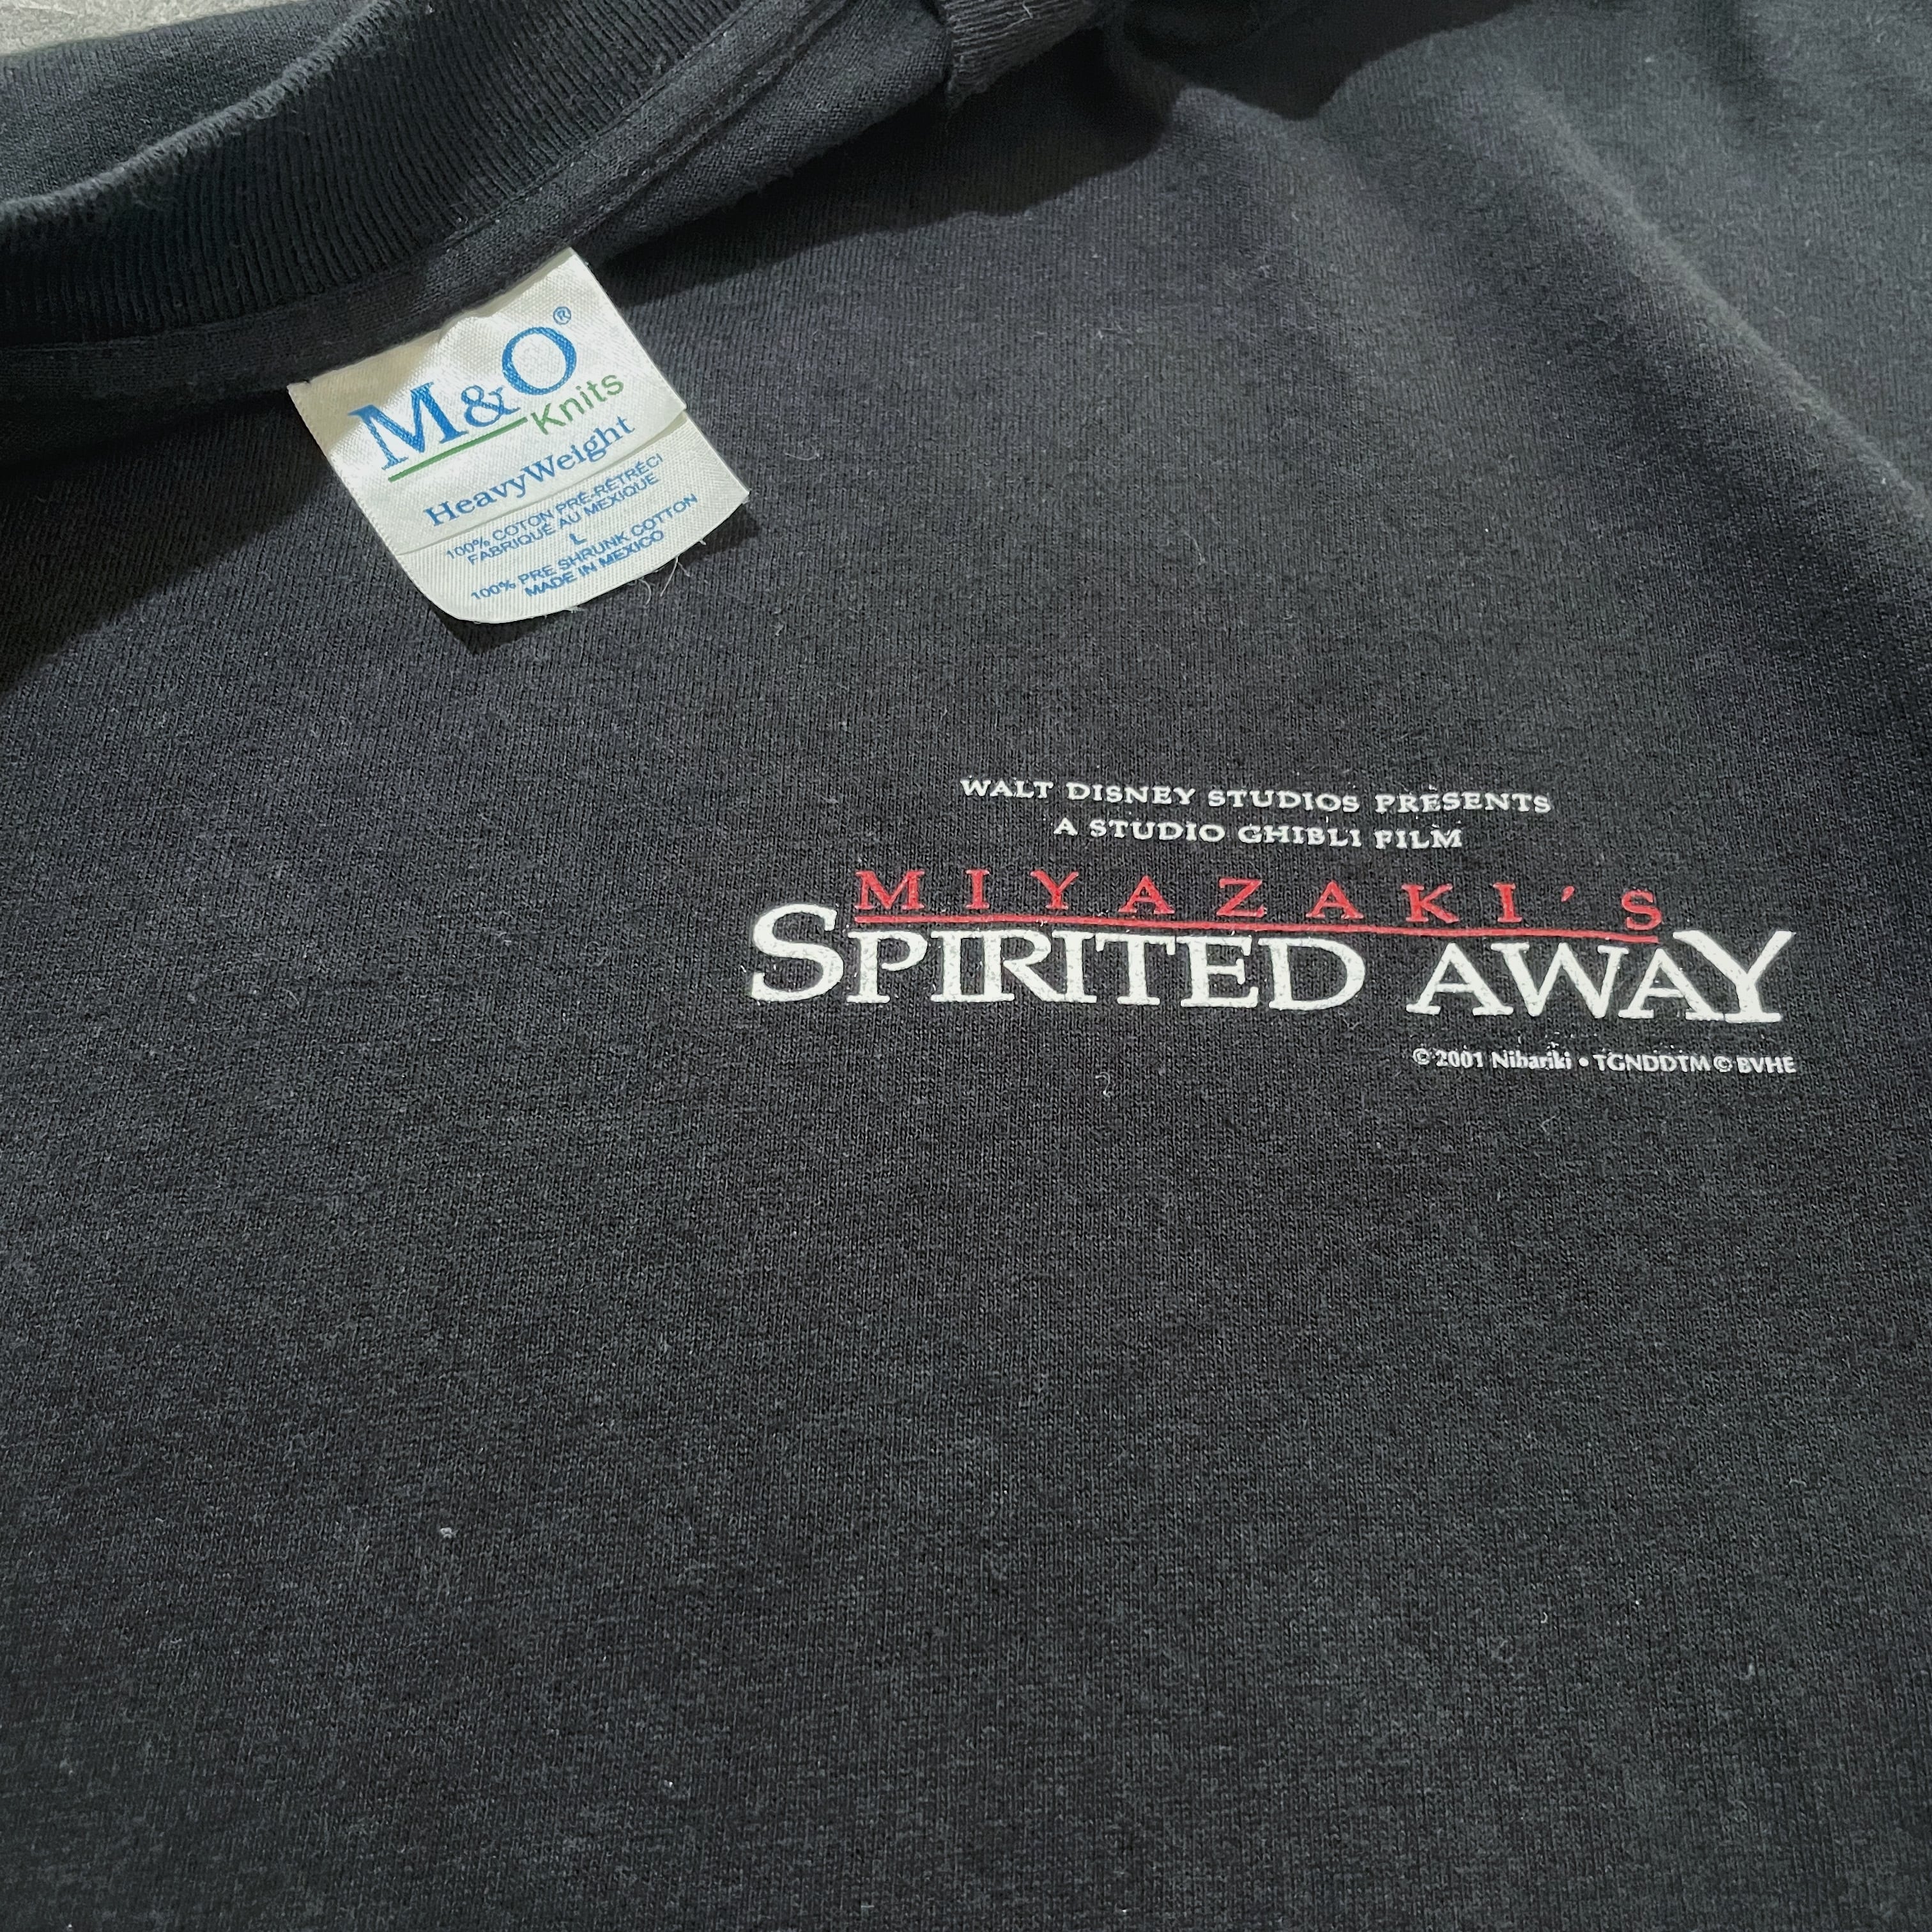 M&O®
Knits
HeavyWeight
100% COTON PRÉ-RÉTRÉCI
FABRIQUÉ AU MEXIQUE
L
100% PRE SHRUNK COTTON
MADE IN MEXICO
WALT DISNEY STUDIOS PRESENTS
A STUDIO GHIBLI FILM
MIYAZAKI'S
SPIRITED AWAY
© 2001 Nibariki • TGNDDTM © BVHE